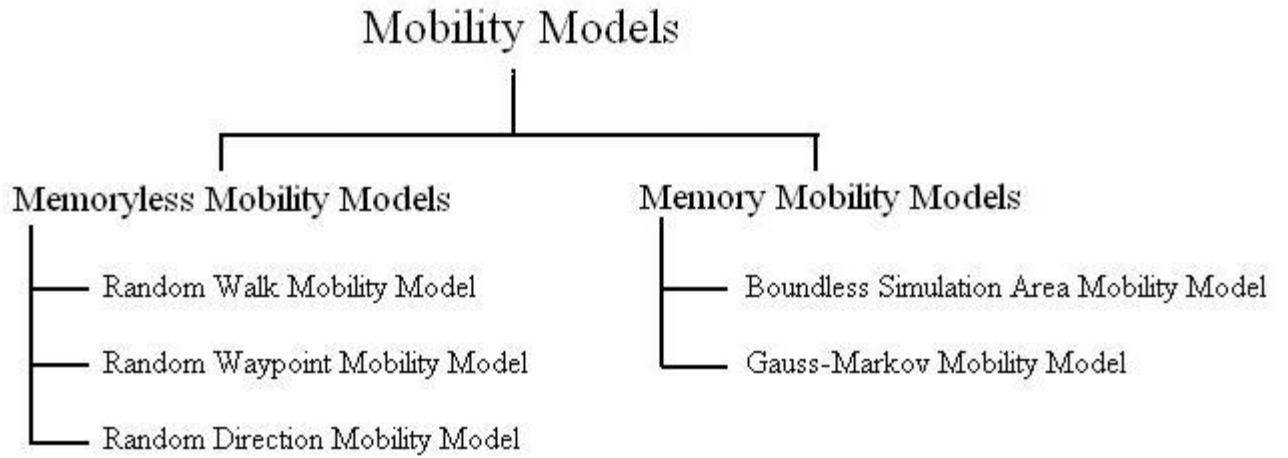 Mobility Models
Memoryless Mobility Models
Random Walk Mobility Model
Random Waypoint Mobility Model
Random Direction Mobility Model
Memory Mobility Models
Boundless Simulation Area Mobility Model
Gauss-Markov Mobility Model